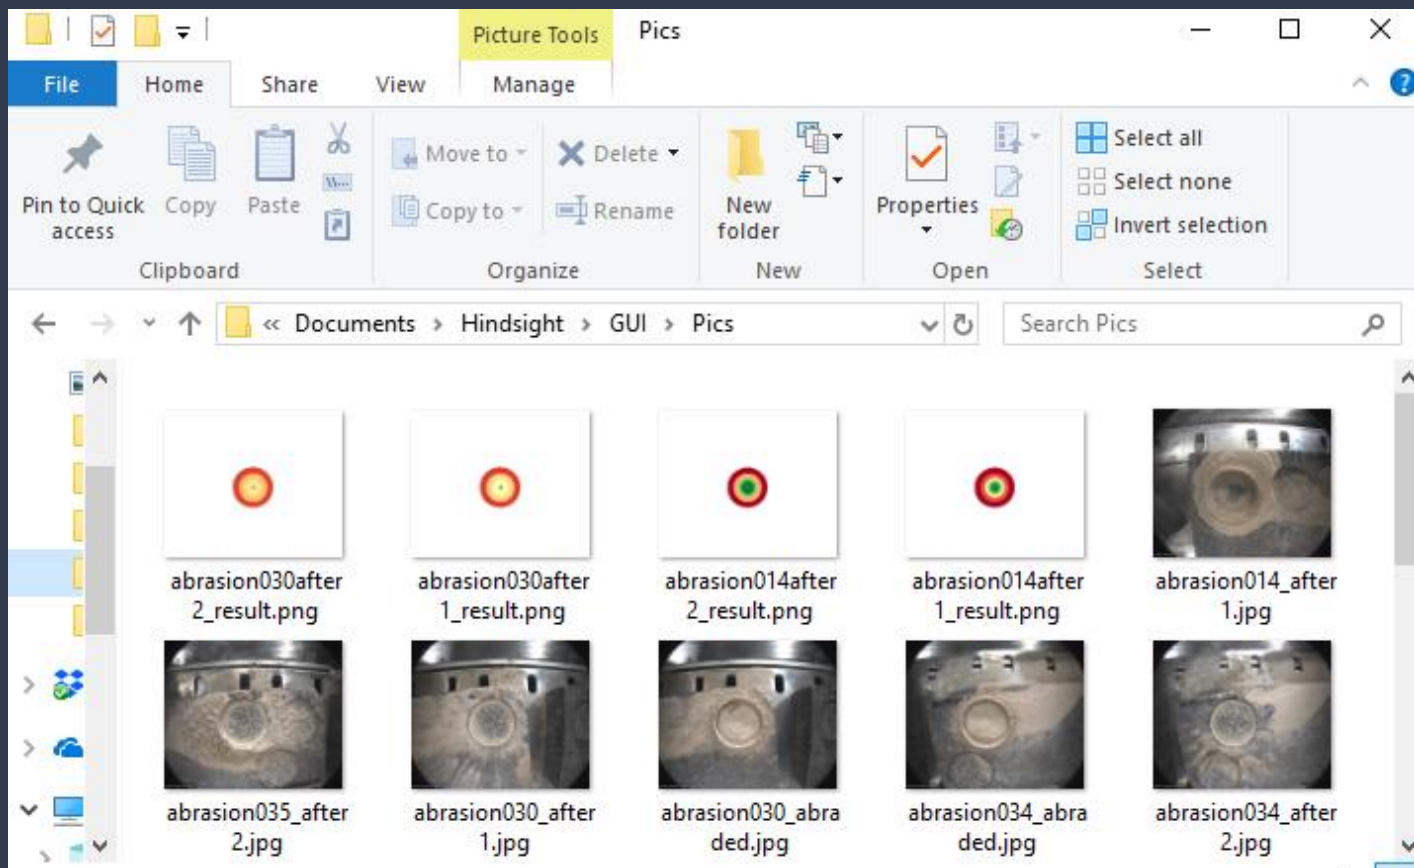 Picture Tools Pics
File Home Share View Manage
Pin to Quick access
Copy
Paste
Clipboard
Move to
Copy to
Delete
Rename
Organize
New folder
New
Properties
Open
Select all
Select none
Invert selection
Select
« Documents > Hindsight > GUI > Pics
Search Pics
abrasion030after
2_result.png
abrasion030after
1_result.png
abrasion014after
2_result.png
abrasion014after
1_result.png
abrasion014_after
1.jpg
abrasion035_after
2.jpg
abrasion030_after
1.jpg
abrasion030_abra
ded.jpg
abrasion034_abra
ded.jpg
abrasion034_after
2.jpg